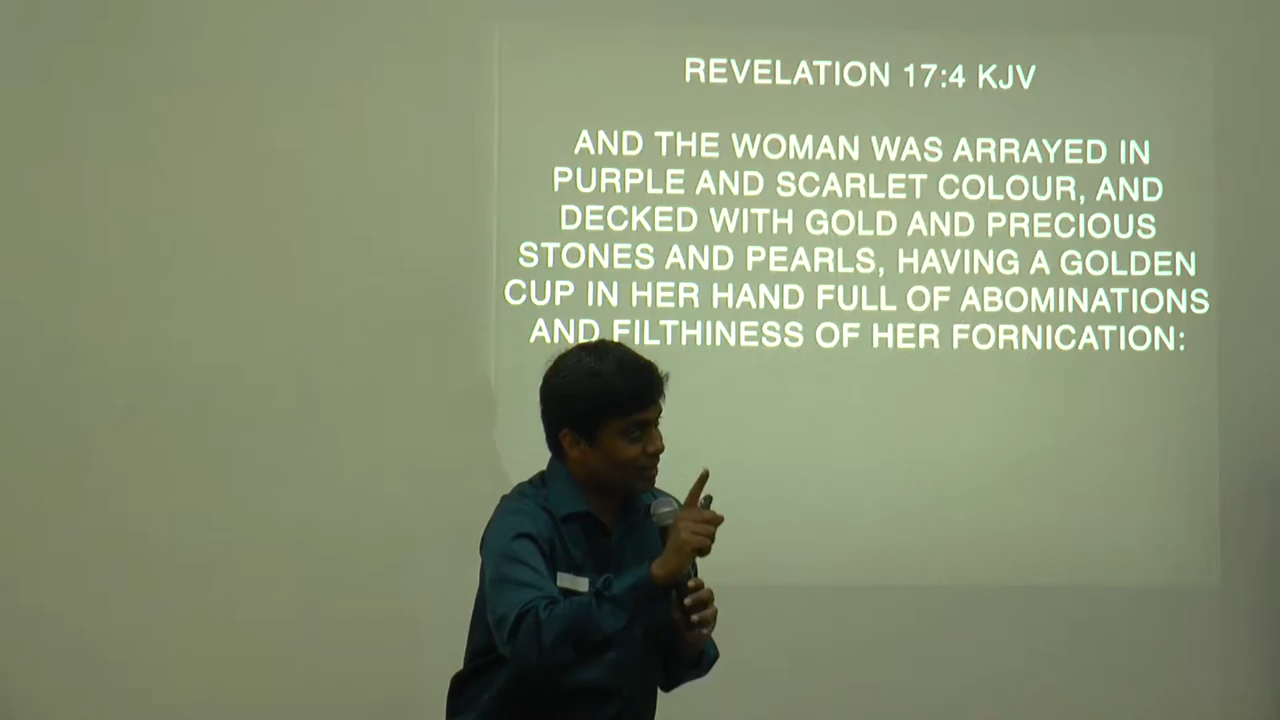 REVELATION 17:4 KJV
AND THE WOMAN WAS ARRAYED IN
PURPLE AND SCARLET COLOUR, AND
DECKED WITH GOLD AND PRECIOUS
STONES AND PEARLS, HAVING A GOLDEN
CUP IN HER HAND FULL OF ABOMINATIONS
AND FILTHINESS OF HER FORNICATION: